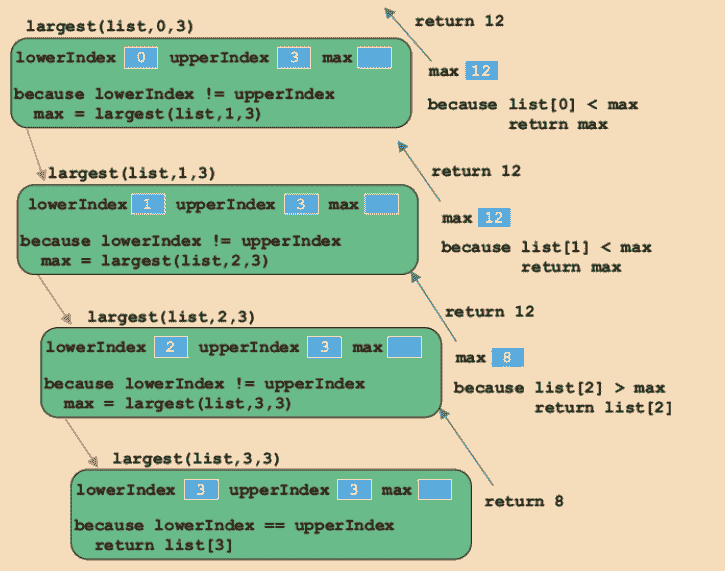 largest(list,0,3)
return 12
lowerIndex 0 upperIndex 3 max
max 12
because lowerIndex != upperIndex
max = largest(list,1,3)
because list[0] < max
return max
largest(list,1,3)
return 12
lowerIndex 1 upperIndex 3 max
max 12
because lowerIndex != upperIndex
max = largest(list,2,3)
because list[1] < max
return max
largest(list,2,3)
return 12
lowerIndex 2 upperIndex 3 max
max 8
because lowerIndex != upperIndex
max = largest(list,3,3)
because list[2] > max
return list[2]
largest(list,3,3)
lowerIndex 3 upperIndex 3 max
return 8
because lowerIndex == upperIndex
return list[3]